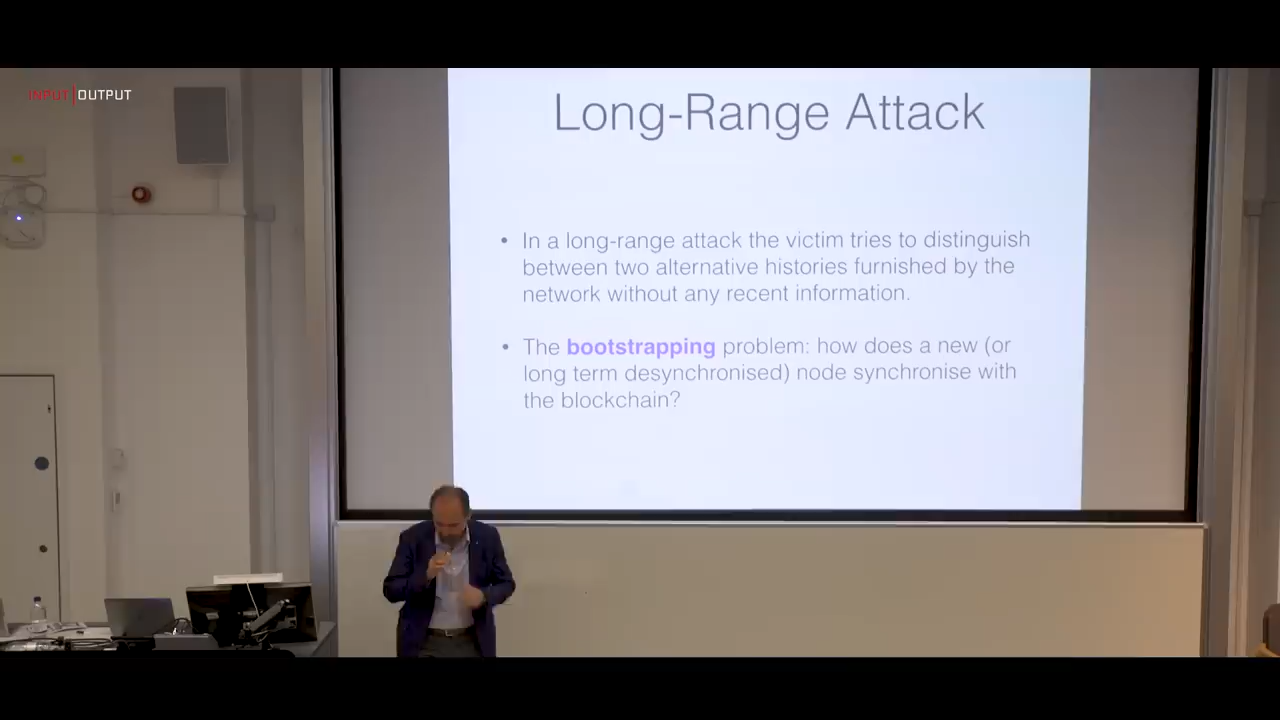 INPUT|OUTPUT
Long-Range Attack
• In a long-range attack the victim tries to distinguish
between two alternative histories furnished by the
network without any recent information.
• The bootstrapping problem: how does a new (or
long term desynchronised) node synchronise with
the blockchain?